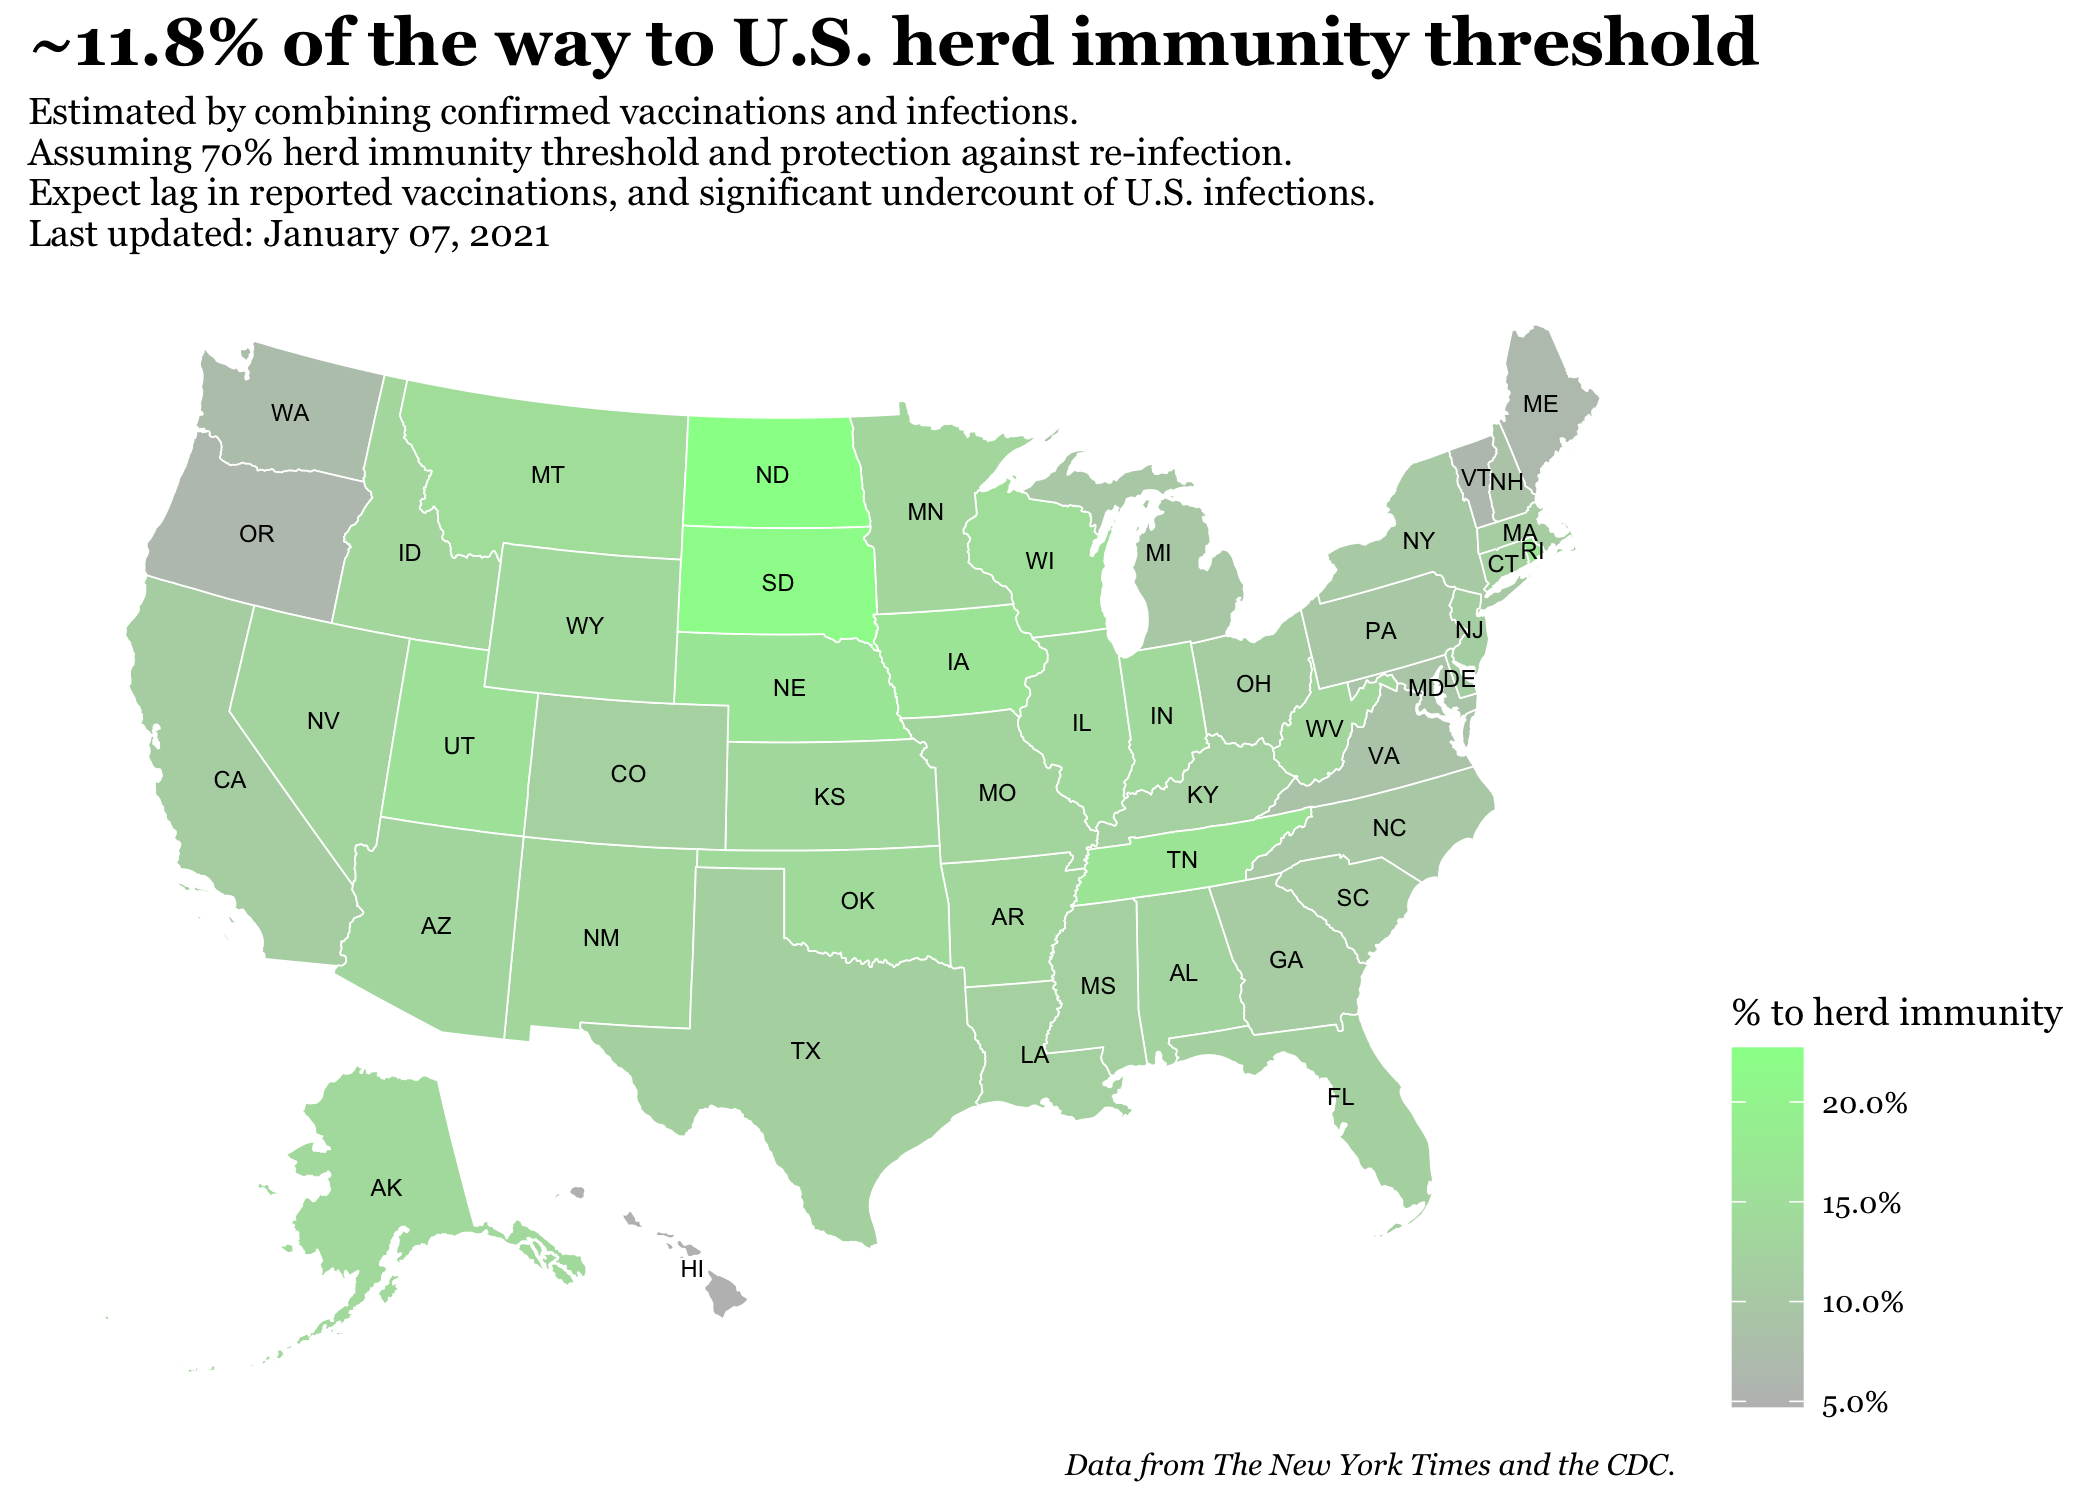 ~11.8% of the way to U.S. herd immunity threshold
Estimated by combining confirmed vaccinations and infections.
Assuming 70% herd immunity threshold and protection against re-infection.
Expect lag in reported vaccinations, and significant undercount of U.S. infections.
Last updated: January 07, 2021
WA
ME
MT
ND
VT
NH
OR
ID
MN
WI
MI
NY
MA
RI
CT
SD
WY
IA
PA
NJ
NE
OH
MD
DE
NV
UT
IL
IN
WV
CA
CO
KS
MO
KY
VA
NC
TN
OK
AR
SC
AZ
NM
MS
AL
GA
TX
LA
FL
AK
HI
% to herd immunity
20.0%
15.0%
10.0%
5.0%
Data from The New York Times and the CDC.